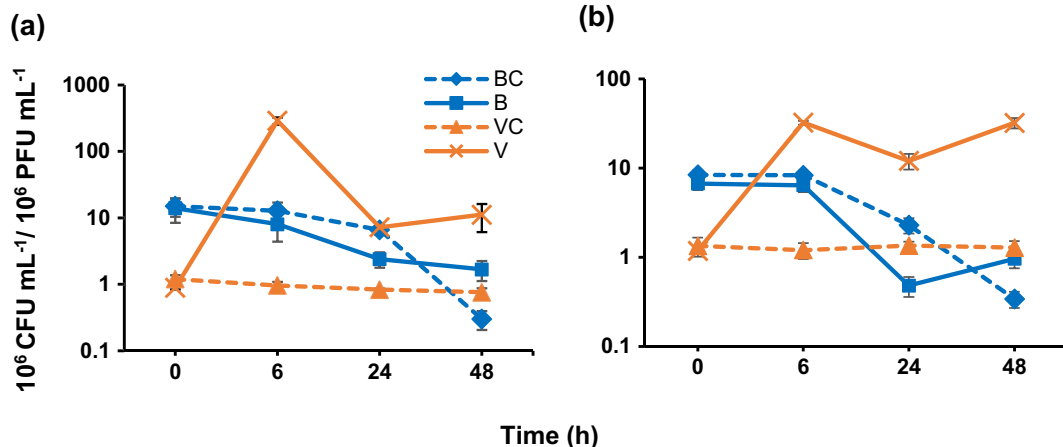 (a)
(b)
10⁶ CFU mL⁻¹/ 10⁶ PFU mL⁻¹
1000
100
10
1
0.1
0 6 24 48
BC
B
VC
V
100
10
1
0.1
0 6 24 48
Time (h)